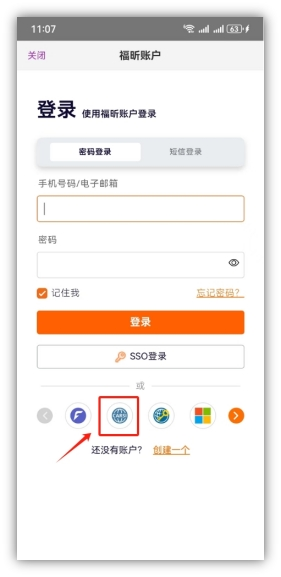 11:07
63
关闭
福昕账户
登录 使用福昕账户登录
密码登录
短信登录
手机号码/电子邮箱
密码
记住我
忘记密码?
登录
SSO登录
或
CARSI
还没有账户? 创建一个